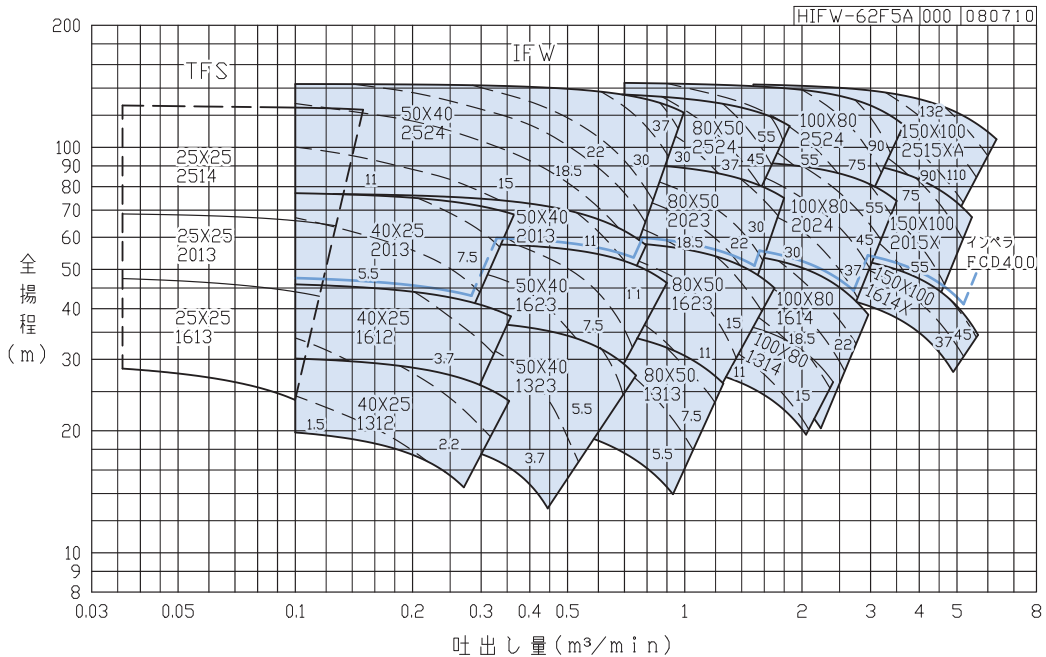 HIFW-62F5A 000 080710
200
100
90
80
70
60
50
40
30
20
10
9
8
全揚程
(m)
TFS
IFW
25X25
2514
25X25
2013
25X25
1613
50X40
2524
40X25
2013
40X25
1612
40X25
1312
50X40
2013
50X40
1623
50X40
1323
80X50
2524
80X50
2023
80X50
1623
80X50
1313
100X80
2524
100X80
2024
100X80
1614
100X80
1314
150X100
2515XA
150X100
2015X
150X100
1614X
インペラ
FCD400
11
15
18.5
22
30
37
5.5
7.5
11
3.7
7.5
11
1.5
2.2
3.7
5.5
30
37
45
55
18.5
22
30
11
15
5.5
7.5
55
75
90
30
37
45
55
18.5
22
11
15
132
90
110
75
55
37
45
0.03
0.05
0.1
0.2
0.3
0.4
0.5
1
2
3
4
5
8
吐出し量(m³/min)